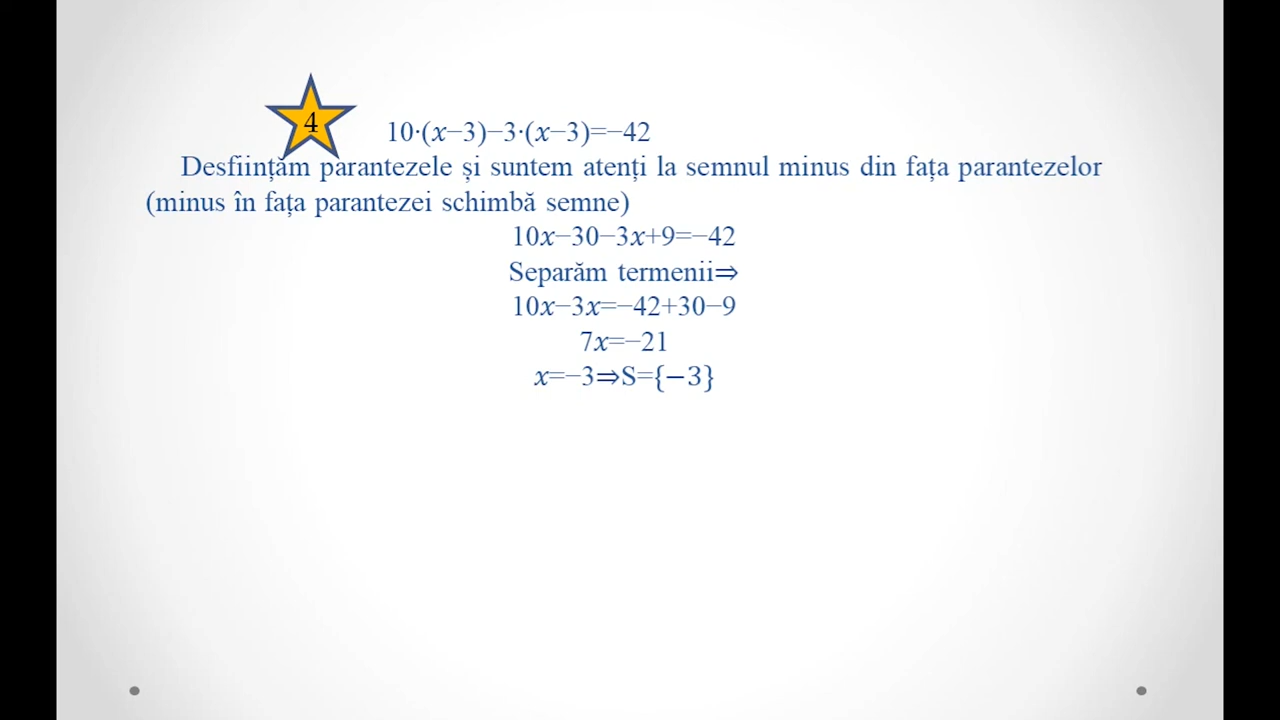 4
10·(x−3)−3·(x−3)=−42
Desființăm parantezele și suntem atenți la semnul minus din fața parantezelor
(minus în fața parantezei schimbă semne)
10x−30−3x+9=−42
Separăm termenii⇒
10x−3x=−42+30−9
7x=−21
x=−3⇒S={−3}